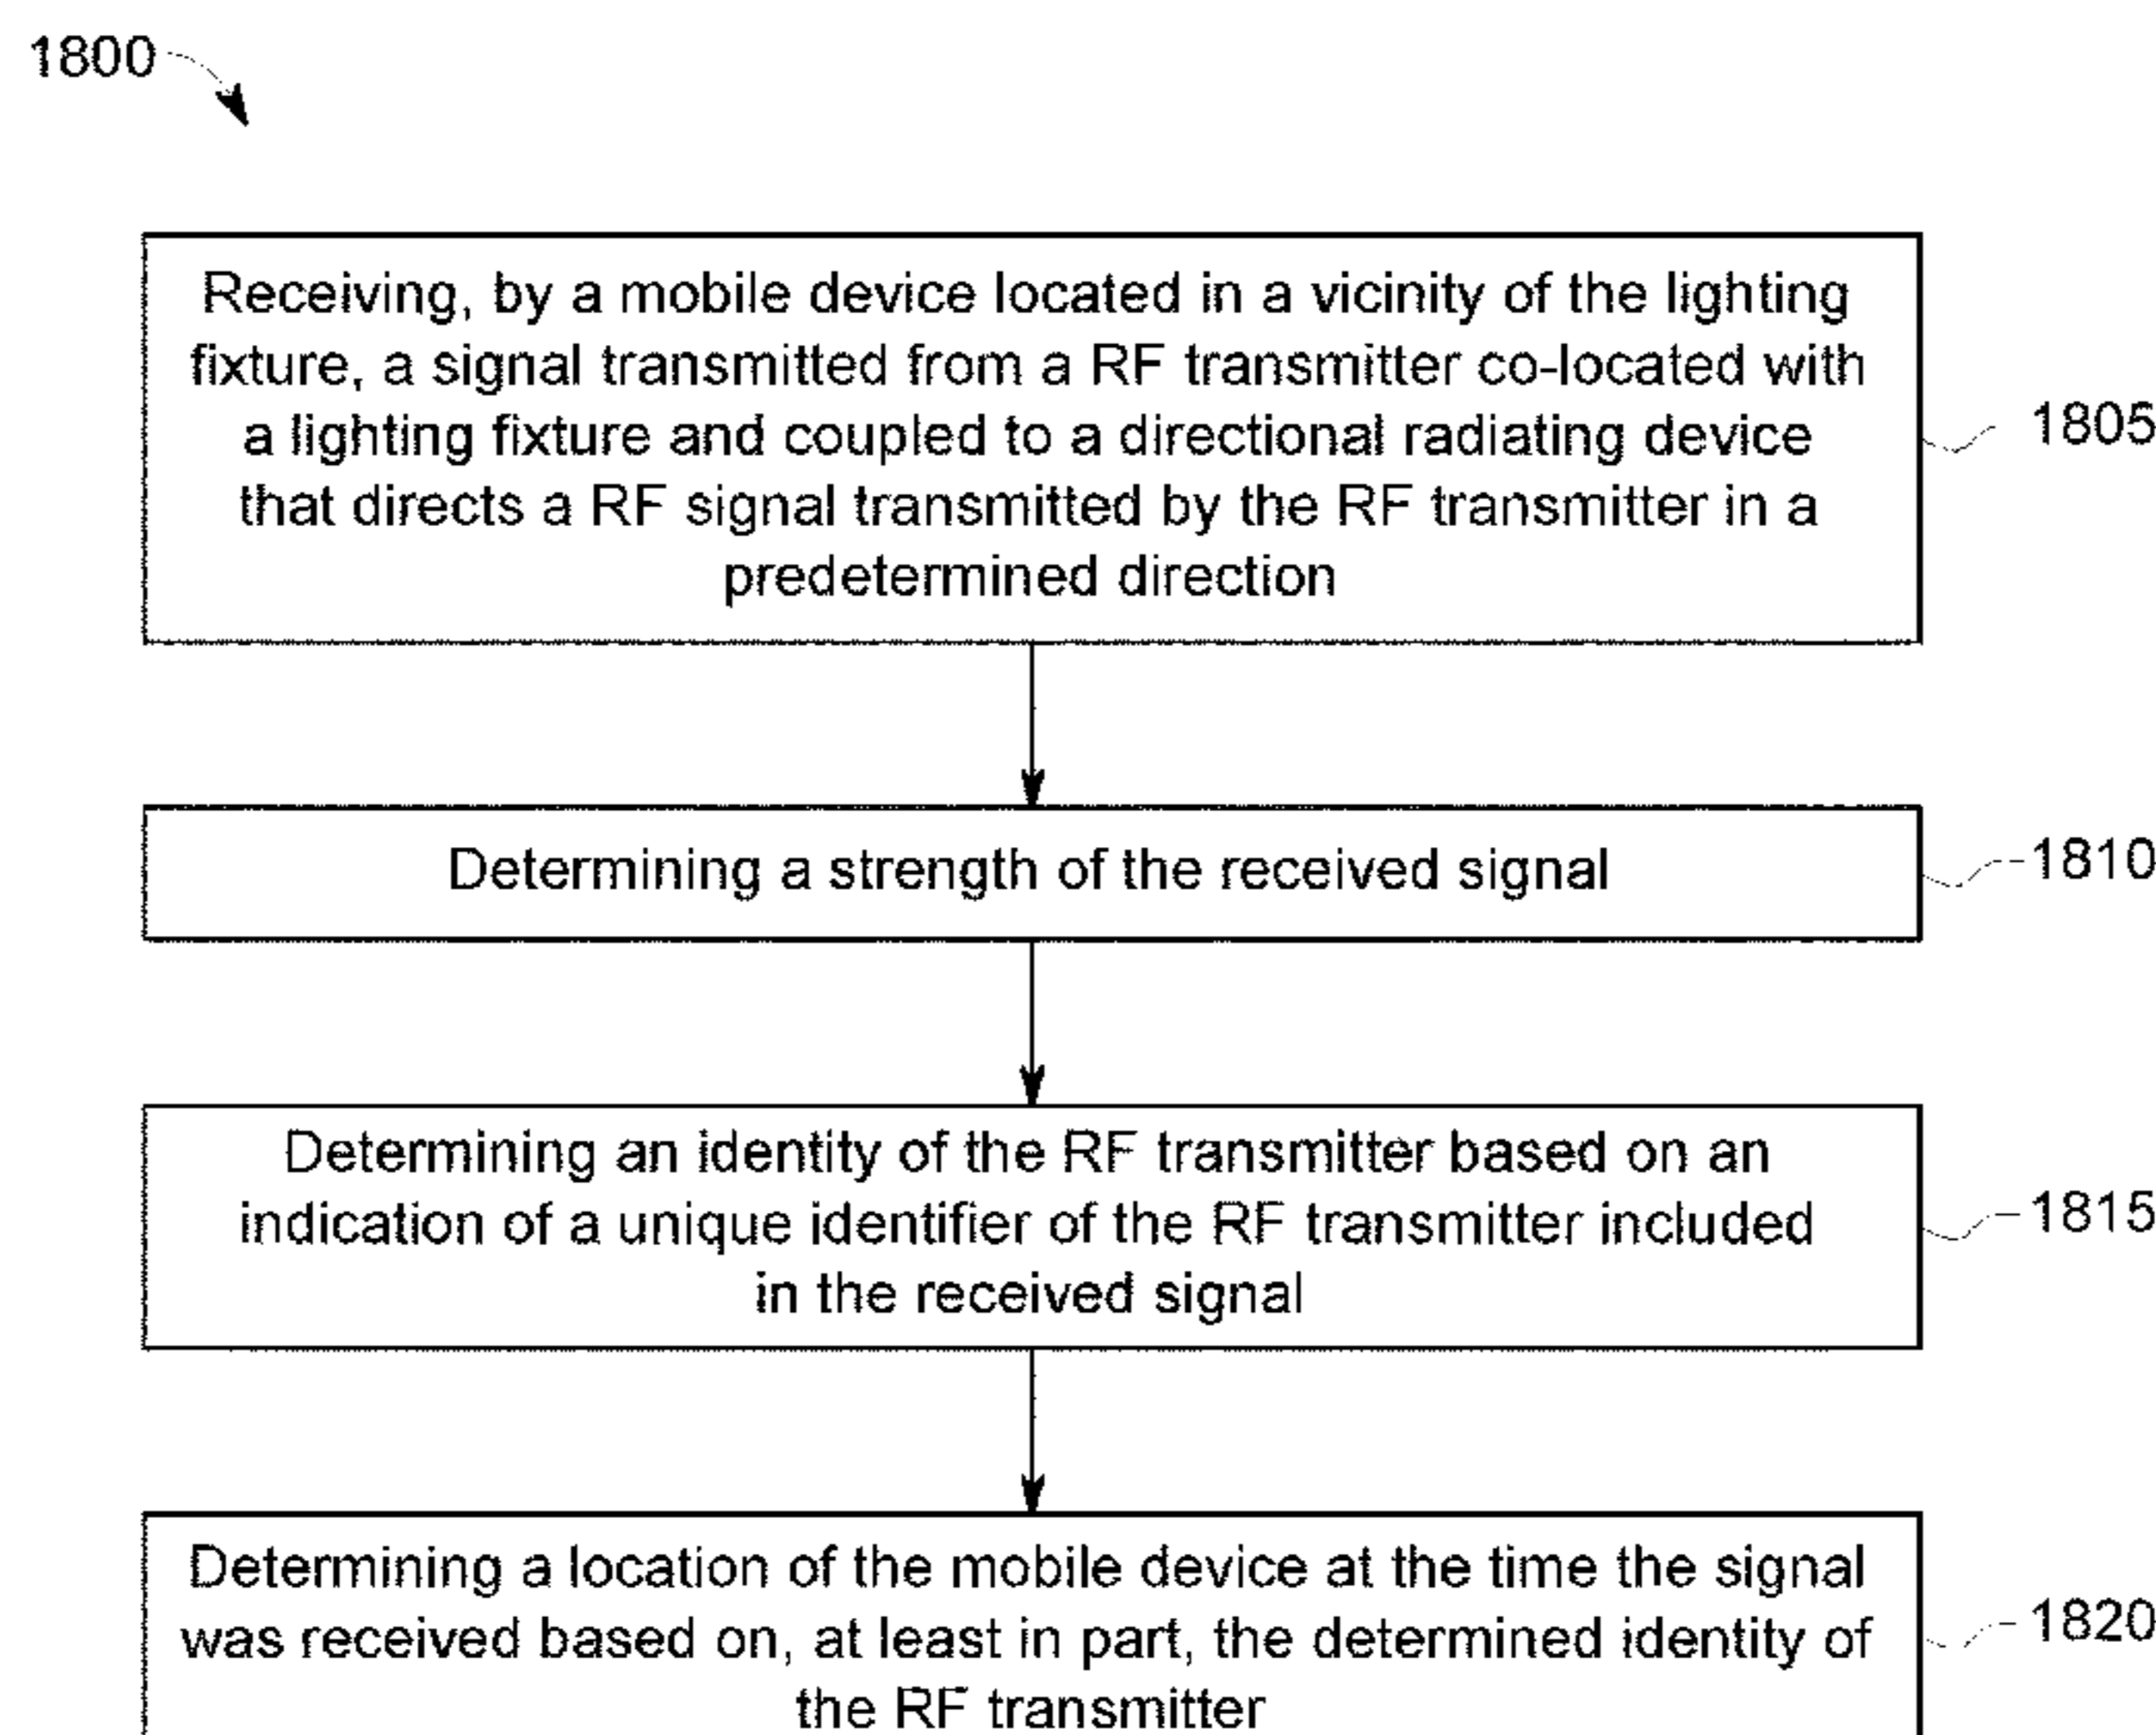 1800
Receiving, by a mobile device located in a vicinity of the lighting
fixture, a signal transmitted from a RF transmitter co-located with
a lighting fixture and coupled to a directional radiating device
that directs a RF signal transmitted by the RF transmitter in a
predetermined direction
1805
Determining a strength of the received signal
1810
Determining an identity of the RF transmitter based on an
indication of a unique identifier of the RF transmitter included
in the received signal
1815
Determining a location of the mobile device at the time the signal
was received based on, at least in part, the determined identity of
the RF transmitter
1820